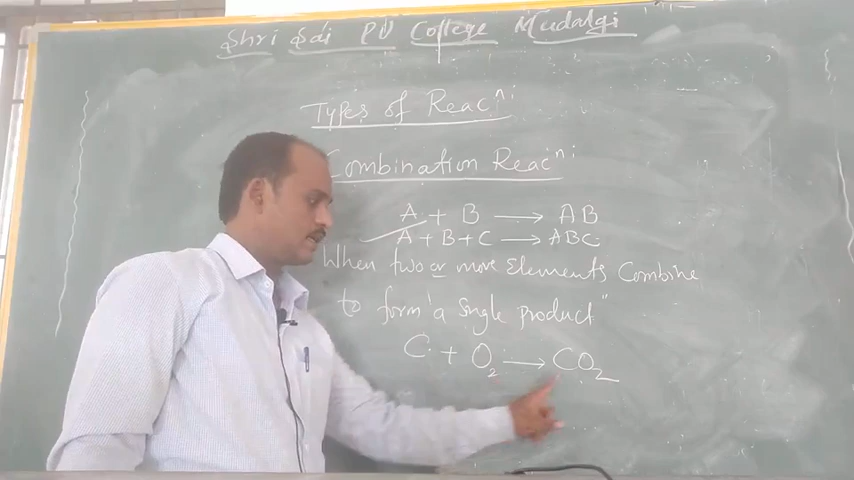 Shri Sai PU College Mudalgi
Types of Reacⁿ:
Combination Reacⁿ:
A + B ⟶ AB
A + B + C ⟶ ABC
When two or more Elements Combine
to form a single product"
C + O₂ ⟶ CO₂